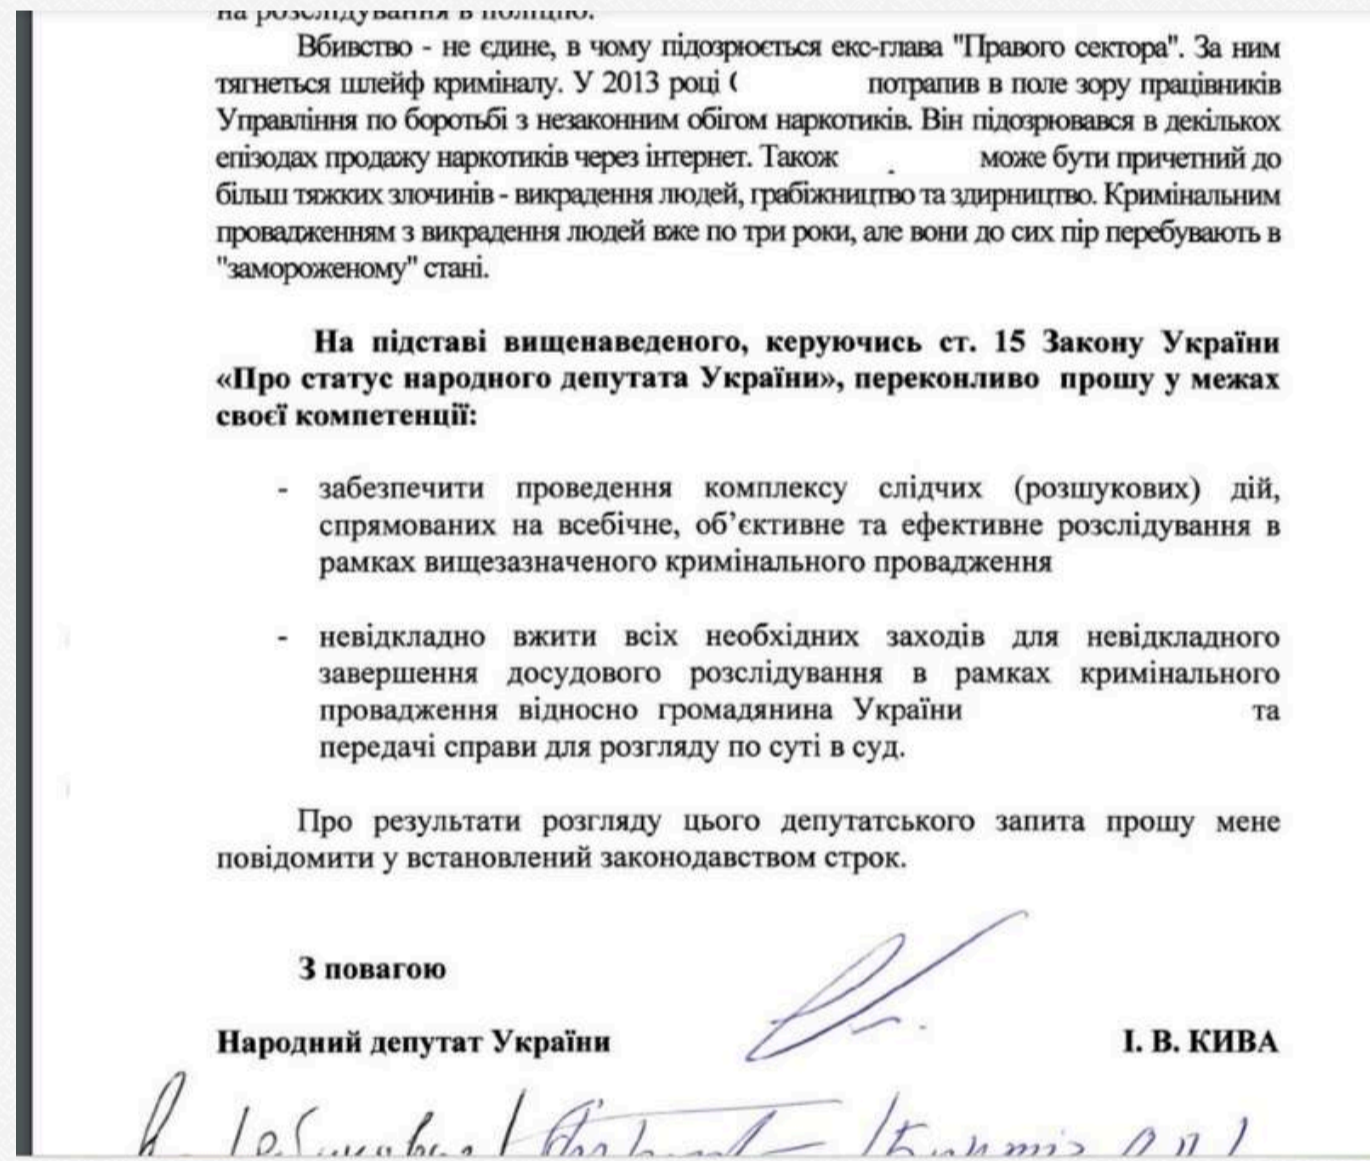 на розслідування в поліцію.
Вбивство - не єдине, в чому підозрюється екс-глава "Правого сектора". За ним
тягнеться шлейф криміналу. У 2013 році потрапив в поле зору працівників
Управління по боротьбі з незаконним обігом наркотиків. Він підозрювався в декількох
епізодах продажу наркотиків через інтернет. Також може бути причетний до
більш тяжких злочинів - викрадення людей, грабіжництво та здирництво. Кримінальним
провадженням з викрадення людей вже по три роки, але вони до сих пір перебувають в
"замороженому" стані.
На підставі вищенаведеного, керуючись ст. 15 Закону України
«Про статус народного депутата України», переконливо прошу у межах
своєї компетенції:
- забезпечити проведення комплексу слідчих (розшукових) дій,
спрямованих на всебічне, об’єктивне та ефективне розслідування в
рамках вищезазначеного кримінального провадження
- невідкладно вжити всіх необхідних заходів для невідкладного
завершення досудового розслідування в рамках кримінального
провадження відносно громадянина України та
передачі справи для розгляду по суті в суд.
Про результати розгляду цього депутатського запита прошу мене
повідомити у встановлений законодавством строк.
З повагою
Народний депутат України І. В. КИВА